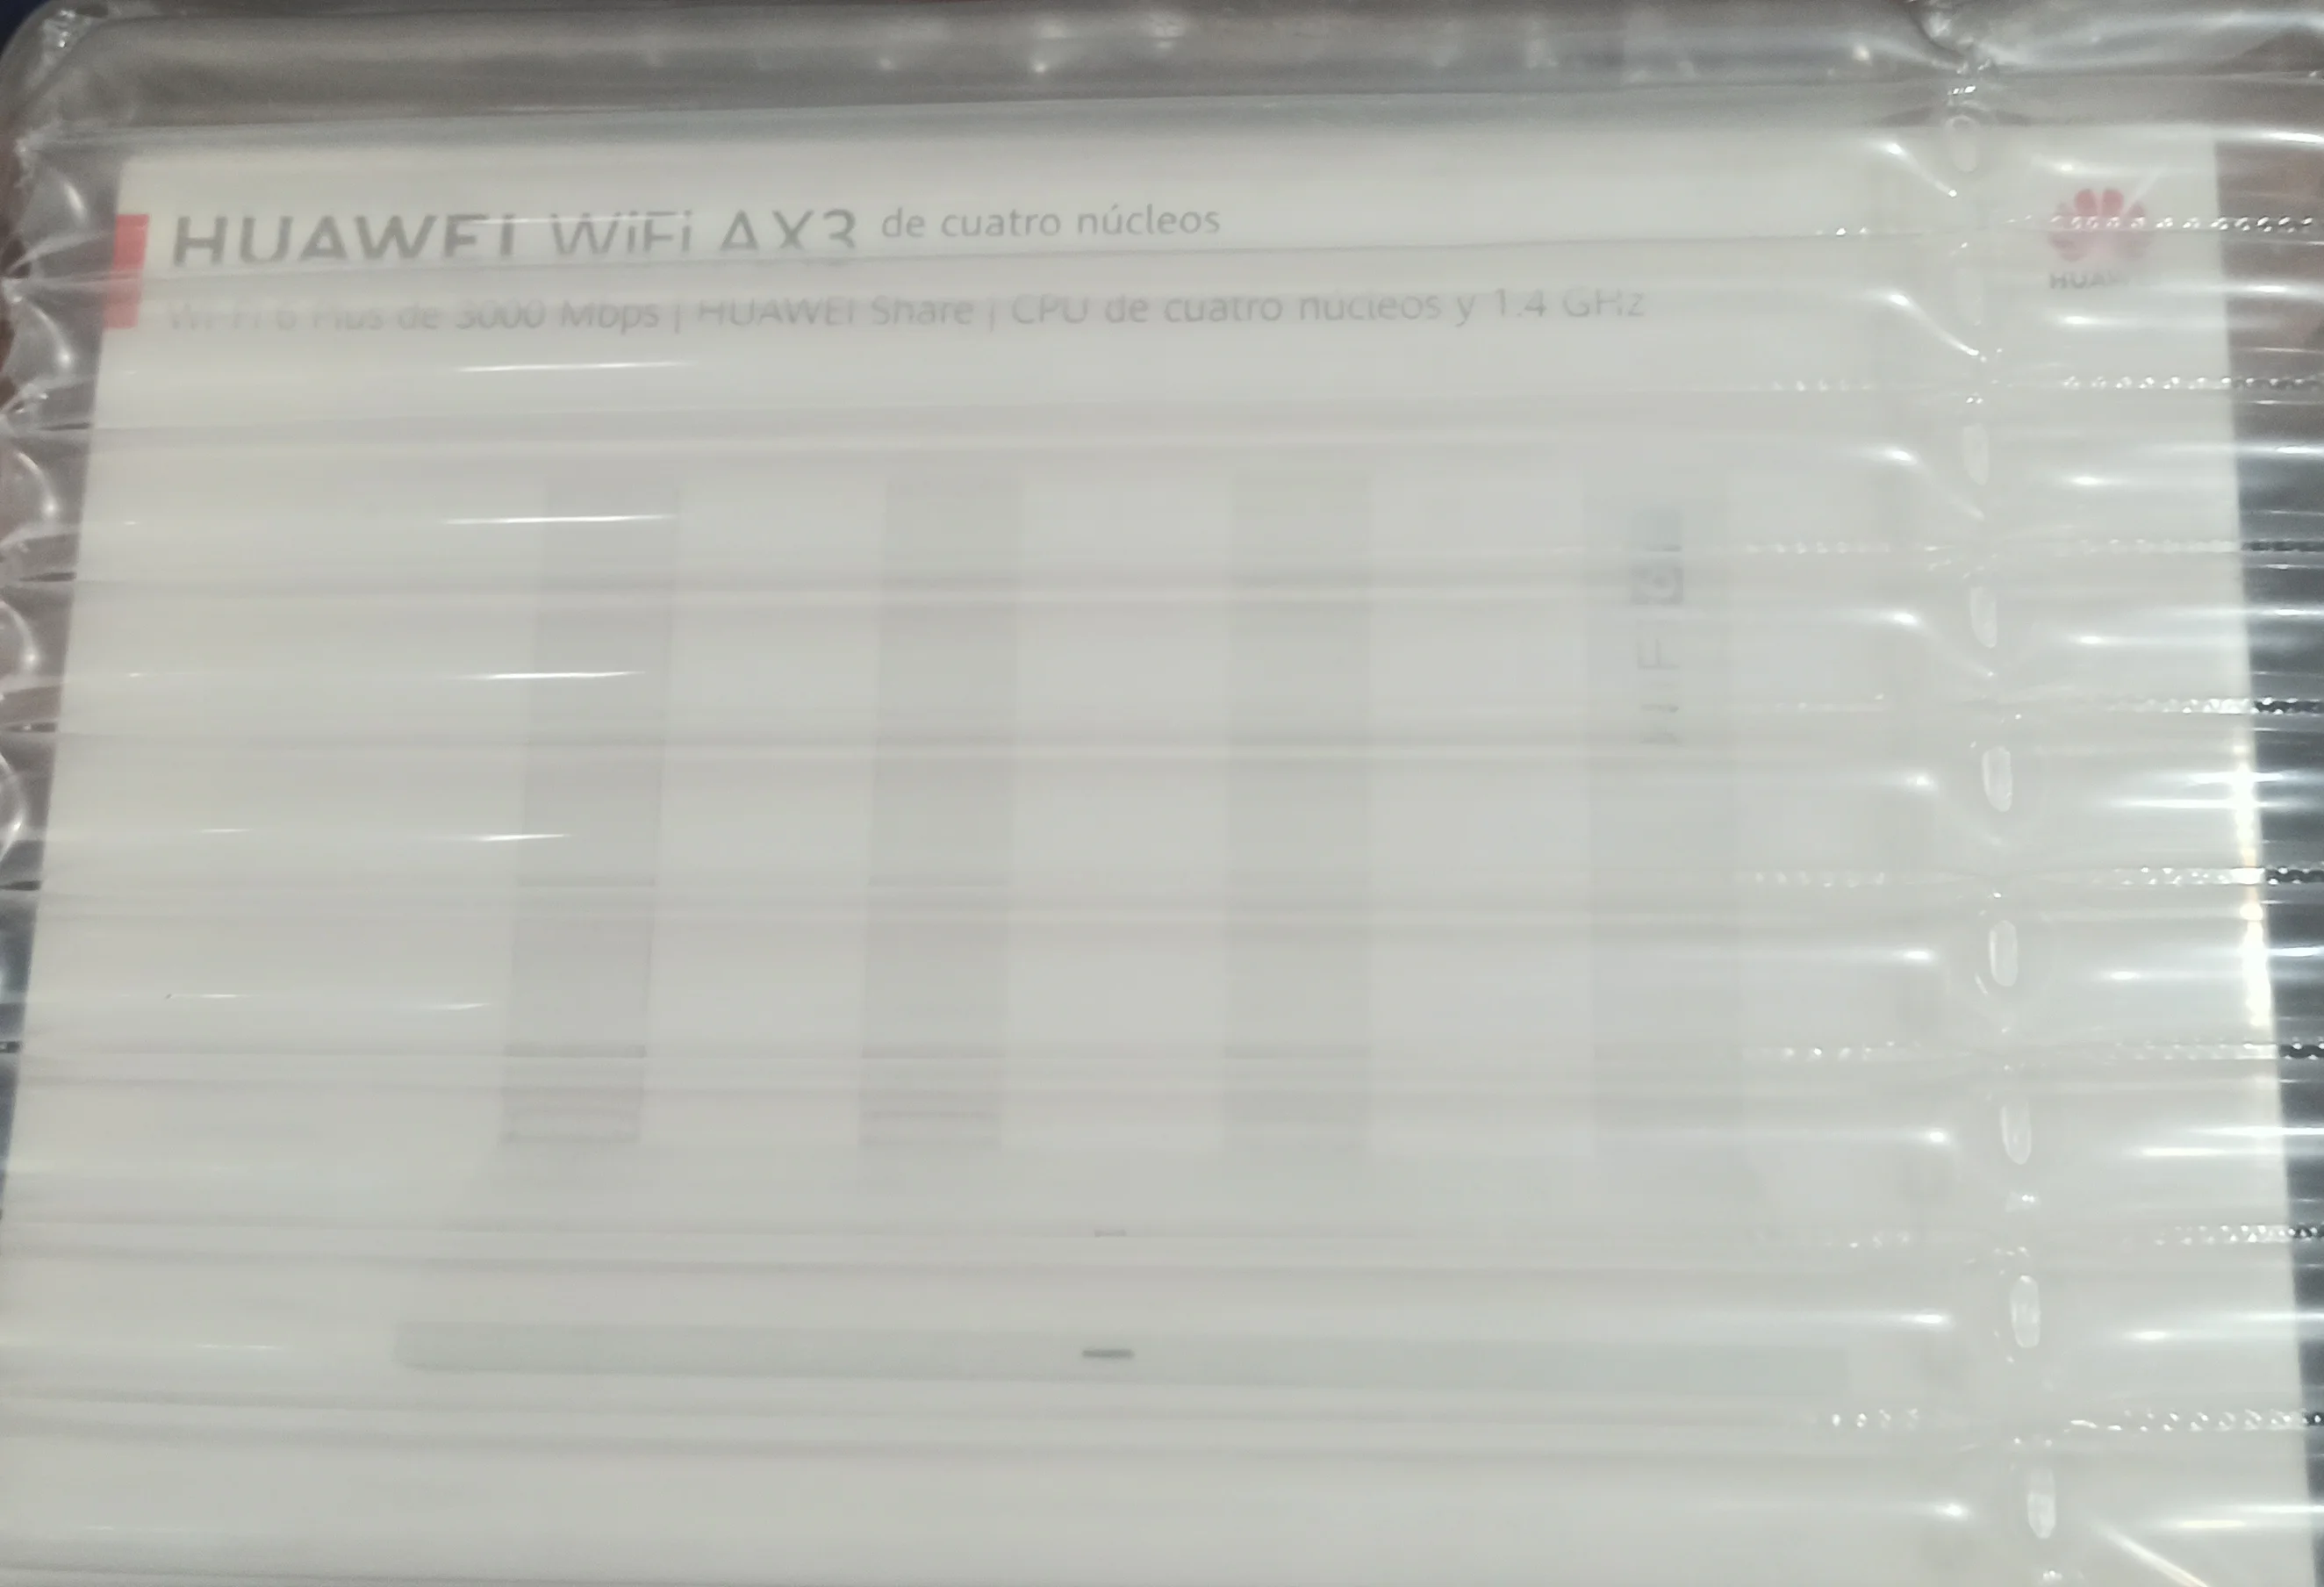 HUAWEI WiFi AX3 de cuatro núcleos
HUAWEI
Wi-Fi 6 Plus de 3000 Mbps | HUAWEI Share | CPU de cuatro núcleos y 1.4 GHz